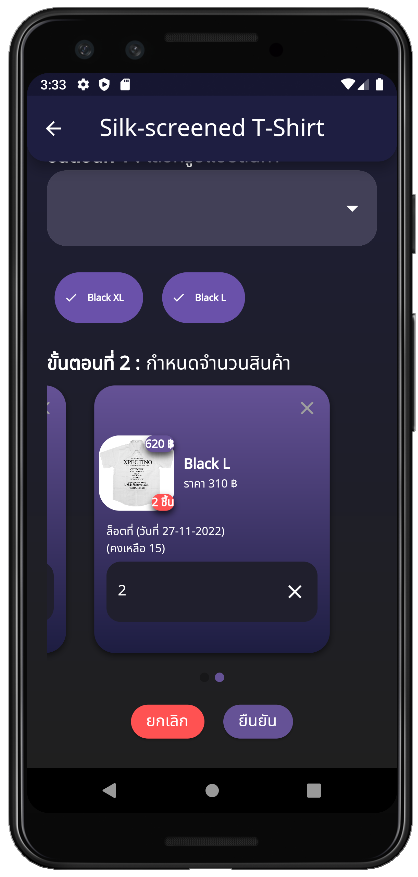 3:33
Silk-screened T-Shirt
Black XL
Black L
ขั้นตอนที่ 2 : กำหนดจำนวนสินค้า
620 ฿
XPECTINO
2 ชิ้น
Black L
ราคา 310 ฿
ล็อตที่ (วันที่ 27-11-2022)
(คงเหลือ 15)
2
ยกเลิก
ยืนยัน